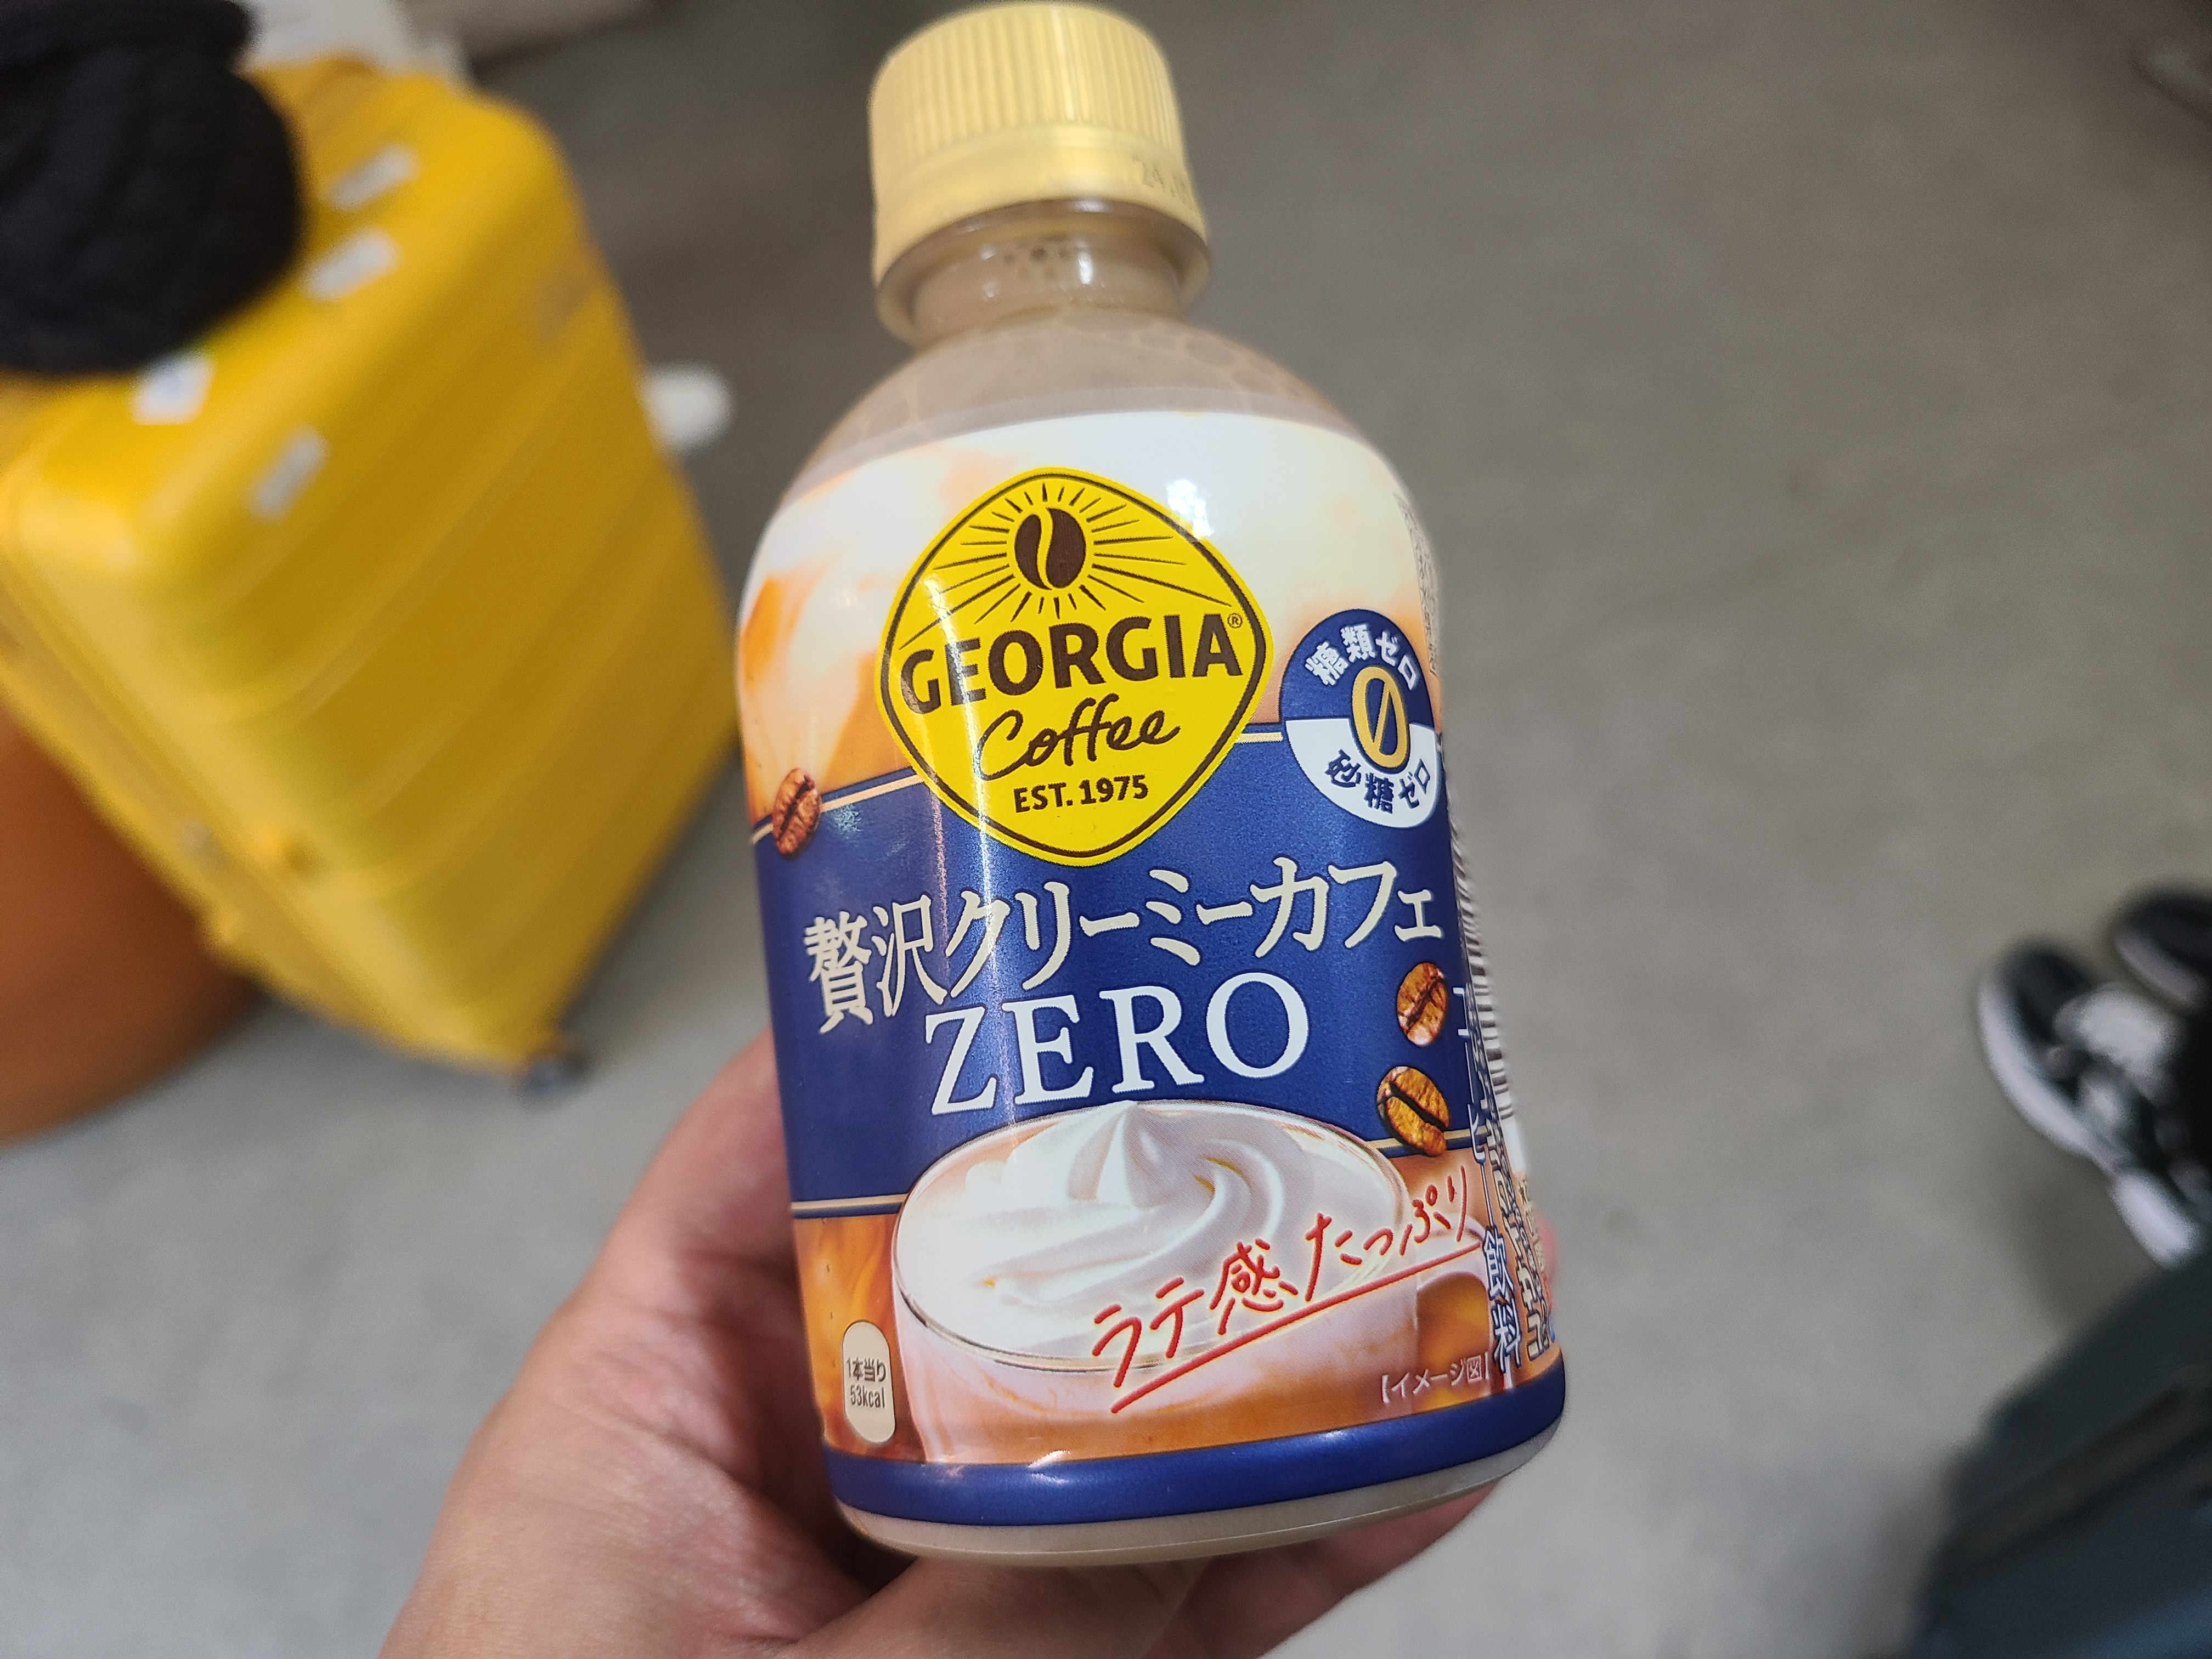 GEORGIA®
Coffee
EST. 1975
糖類ゼロ
0
砂糖ゼロ
贅沢クリーミーカフェ
ZERO
ラテ感たっぷり
1本当り
53kcal
【イメージ図】
飲料